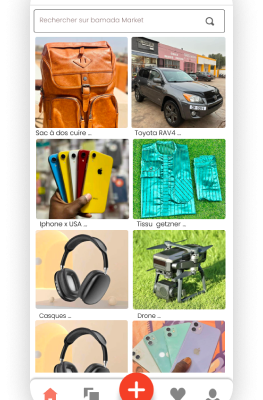 Rechercher sur bamada Market
Sac à dos cuire ...
Toyota RAV4 ...
Iphone x USA ...
Tissu getzner ...
Casques ...
Drone ...